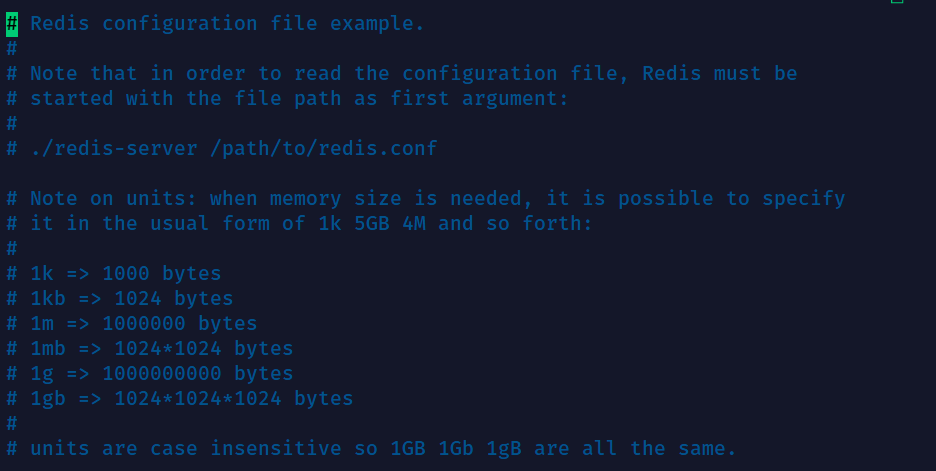 # Redis configuration file example.
#
# Note that in order to read the configuration file, Redis must be
# started with the file path as first argument:
#
# ./redis-server /path/to/redis.conf

# Note on units: when memory size is needed, it is possible to specify
# it in the usual form of 1k 5GB 4M and so forth:
#
# 1k => 1000 bytes
# 1kb => 1024 bytes
# 1m => 1000000 bytes
# 1mb => 1024*1024 bytes
# 1g => 1000000000 bytes
# 1gb => 1024*1024*1024 bytes
#
# units are case insensitive so 1GB 1Gb 1gB are all the same.